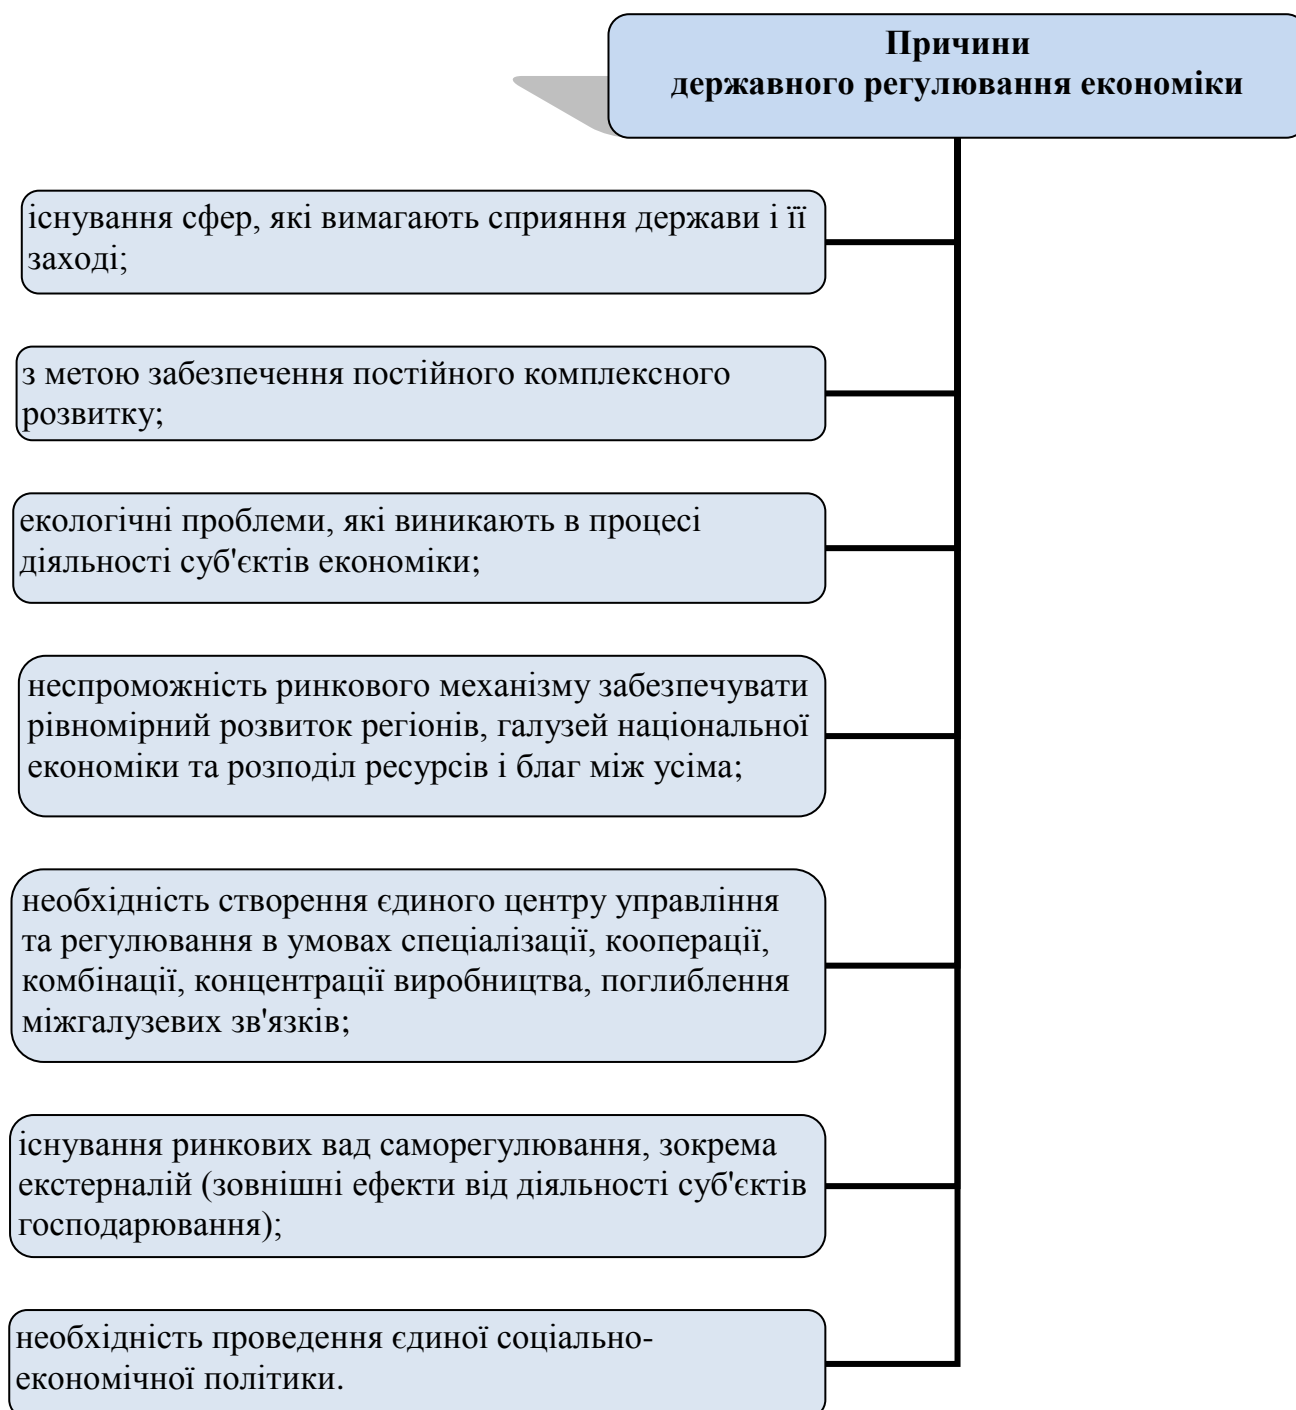 Причини
державного регулювання економіки
існування сфер, які вимагають сприяння держави і її
заході;
з метою забезпечення постійного комплексного
розвитку;
екологічні проблеми, які виникають в процесі
діяльності суб'єктів економіки;
неспроможність ринкового механізму забезпечувати
рівномірний розвиток регіонів, галузей національної
економіки та розподіл ресурсів і благ між усіма;
необхідність створення єдиного центру управління
та регулювання в умовах спеціалізації, кооперації,
комбінації, концентрації виробництва, поглиблення
міжгалузевих зв'язків;
існування ринкових вад саморегулювання, зокрема
екстерналій (зовнішні ефекти від діяльності суб'єктів
господарювання);
необхідність проведення єдиної соціально-
економічної політики.